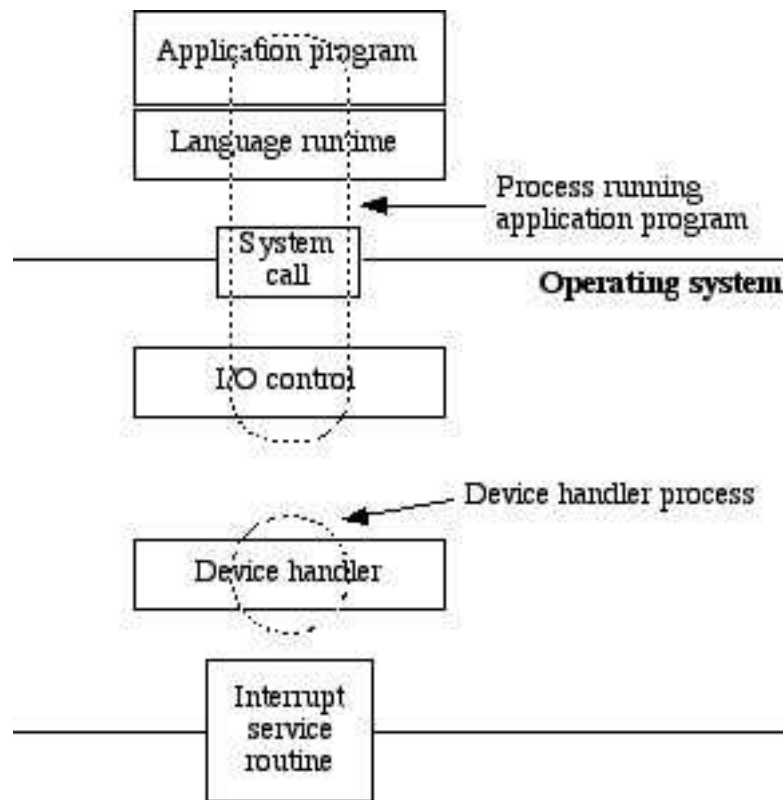 Application program
Language runtime
Process running
application program
System
call
Operating system
I/O control
Device handler process
Device handler
Interrupt
service
routine